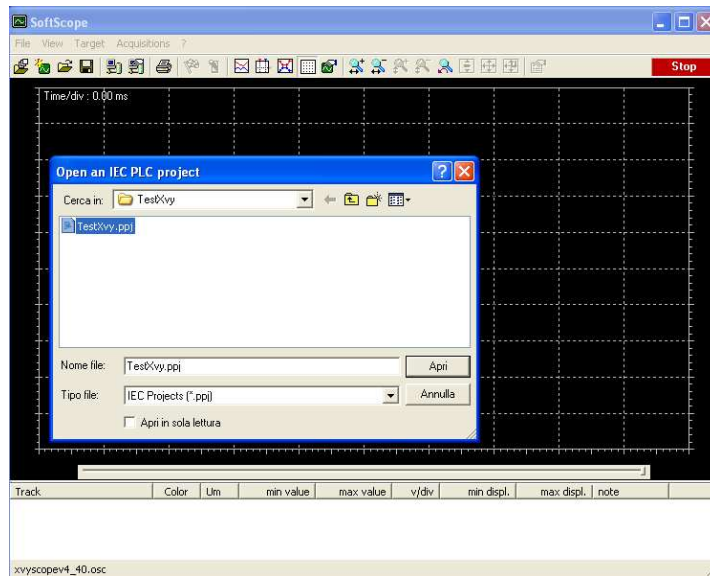 SoftScope
File View Target Acquisitions ?
Stop
Time/div : 0.00 ms
Open an IEC PLC project
Cerca in: TestXvy
TestXvy.ppj
Nome file: TestXvy.ppj Apri
Tipo file: IEC Projects (*.ppj) Annulla
Apri in sola lettura
Track Color Um min value max value v/div min displ. max displ. note
xvyscopev4_40.osc